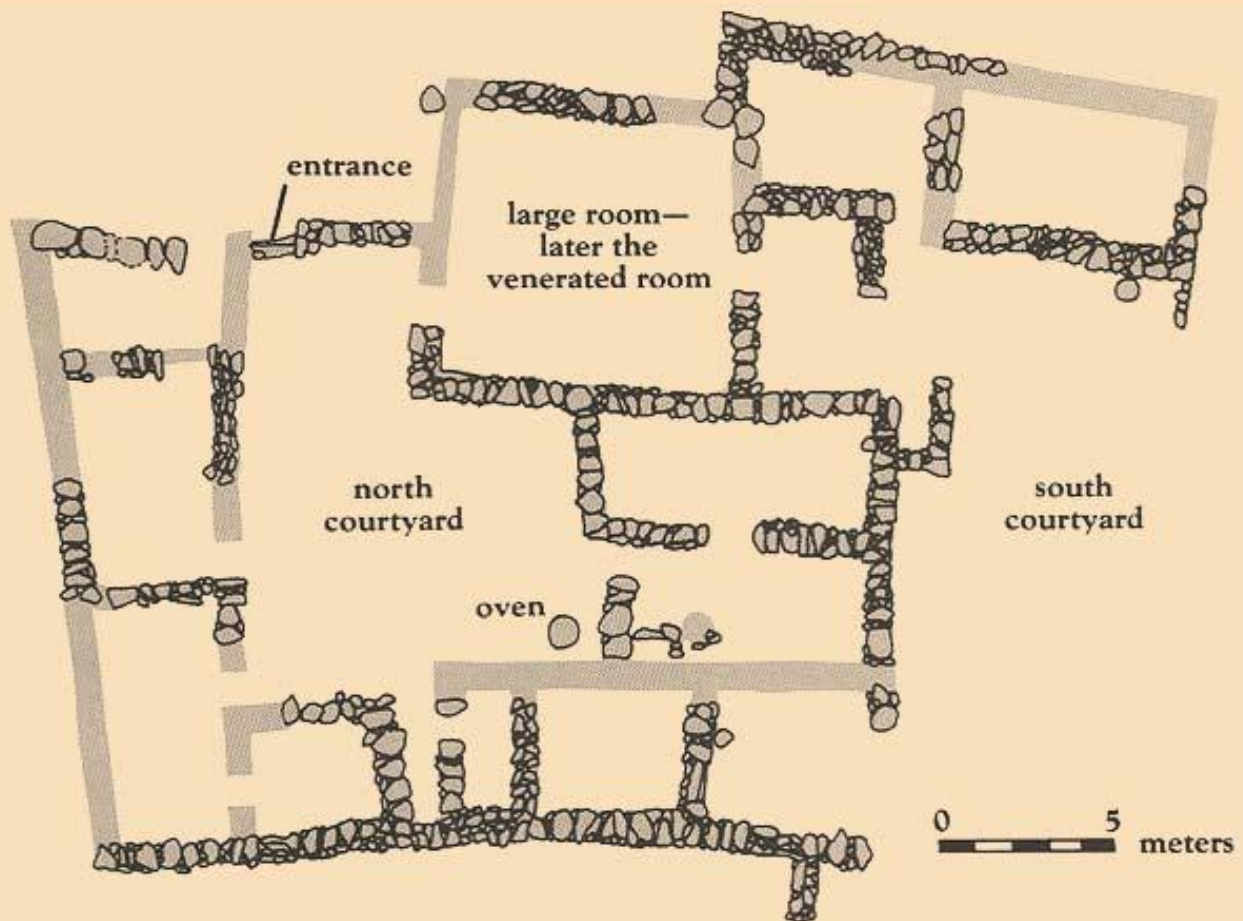 entrance
large room—
later the
venerated room
north
courtyard
south
courtyard
oven
0 5
meters